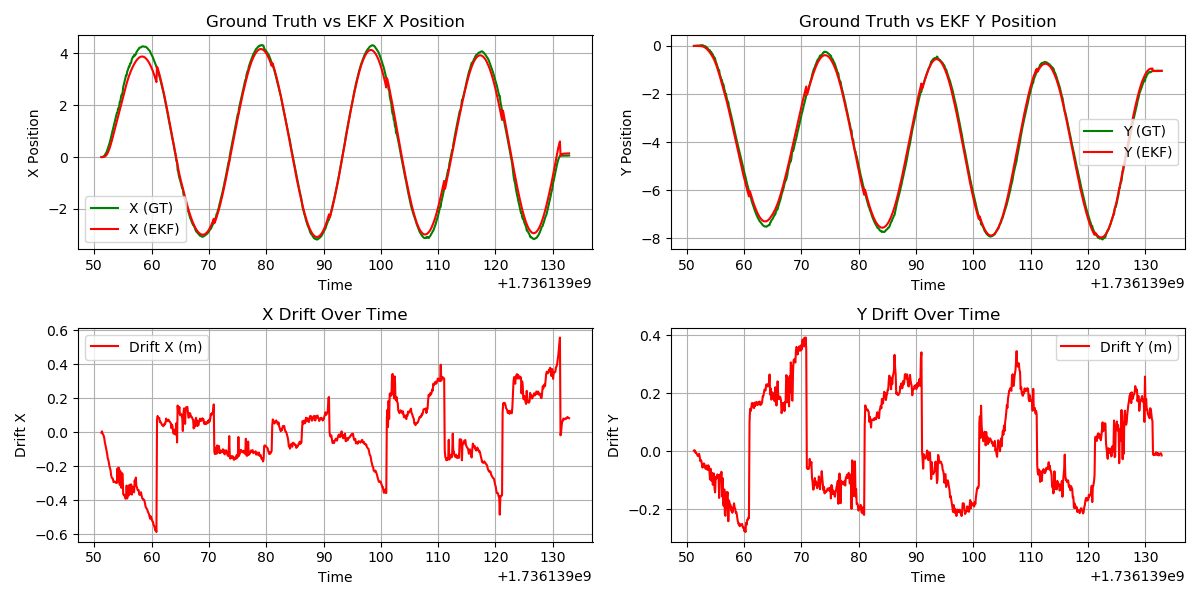 Ground Truth vs EKF X Position
X Position
4
2
0
−2
X (GT)
X (EKF)
50 60 70 80 90 100 110 120 130
Time
+1.736139e9
Ground Truth vs EKF Y Position
Y Position
0
−2
−4
−6
−8
Y (GT)
Y (EKF)
50 60 70 80 90 100 110 120 130
Time
+1.736139e9
X Drift Over Time
Drift X
0.6
0.4
0.2
0.0
−0.2
−0.4
−0.6
Drift X (m)
50 60 70 80 90 100 110 120 130
Time
+1.736139e9
Y Drift Over Time
Drift Y
0.4
0.2
0.0
−0.2
Drift Y (m)
50 60 70 80 90 100 110 120 130
Time
+1.736139e9